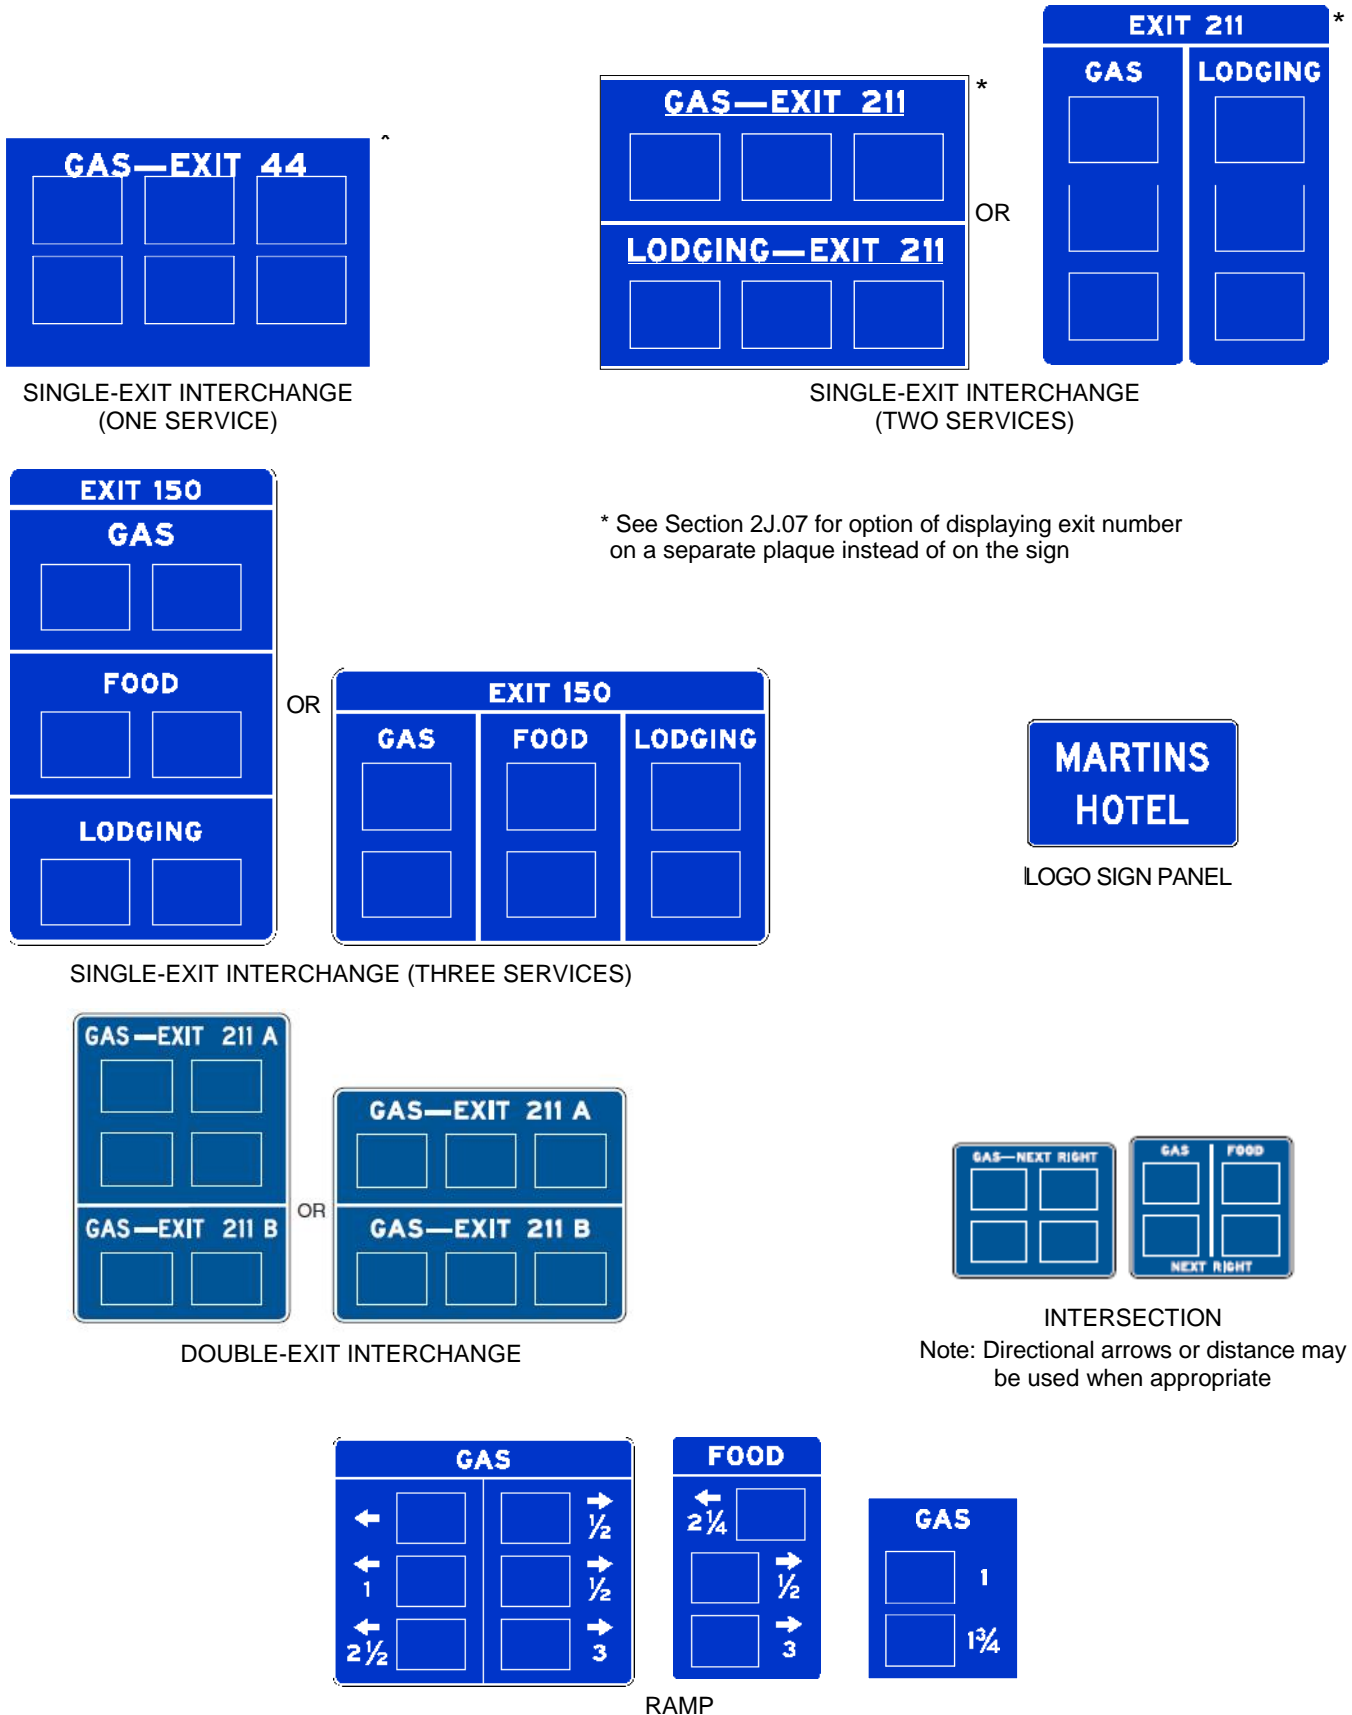 GAS—EXIT 44
*
SINGLE-EXIT INTERCHANGE
(ONE SERVICE)
GAS—EXIT 211
LODGING—EXIT 211
*
OR
EXIT 211
*
GAS
LODGING
SINGLE-EXIT INTERCHANGE
(TWO SERVICES)
EXIT 150
GAS
FOOD
LODGING
OR
EXIT 150
GAS
FOOD
LODGING
SINGLE-EXIT INTERCHANGE (THREE SERVICES)
* See Section 2J.07 for option of displaying exit number
on a separate plaque instead of on the sign
MARTINS
HOTEL
LOGO SIGN PANEL
GAS—EXIT 211 A
GAS—EXIT 211 B
OR
GAS—EXIT 211 A
GAS—EXIT 211 B
DOUBLE-EXIT INTERCHANGE
GAS—NEXT RIGHT
GAS
FOOD
NEXT RIGHT
INTERSECTION
Note: Directional arrows or distance may
be used when appropriate
GAS
← → ½
← 1 → ½
← 2½ → 3
FOOD
← 2¼
→ ½
→ 3
GAS
1
1¾
RAMP